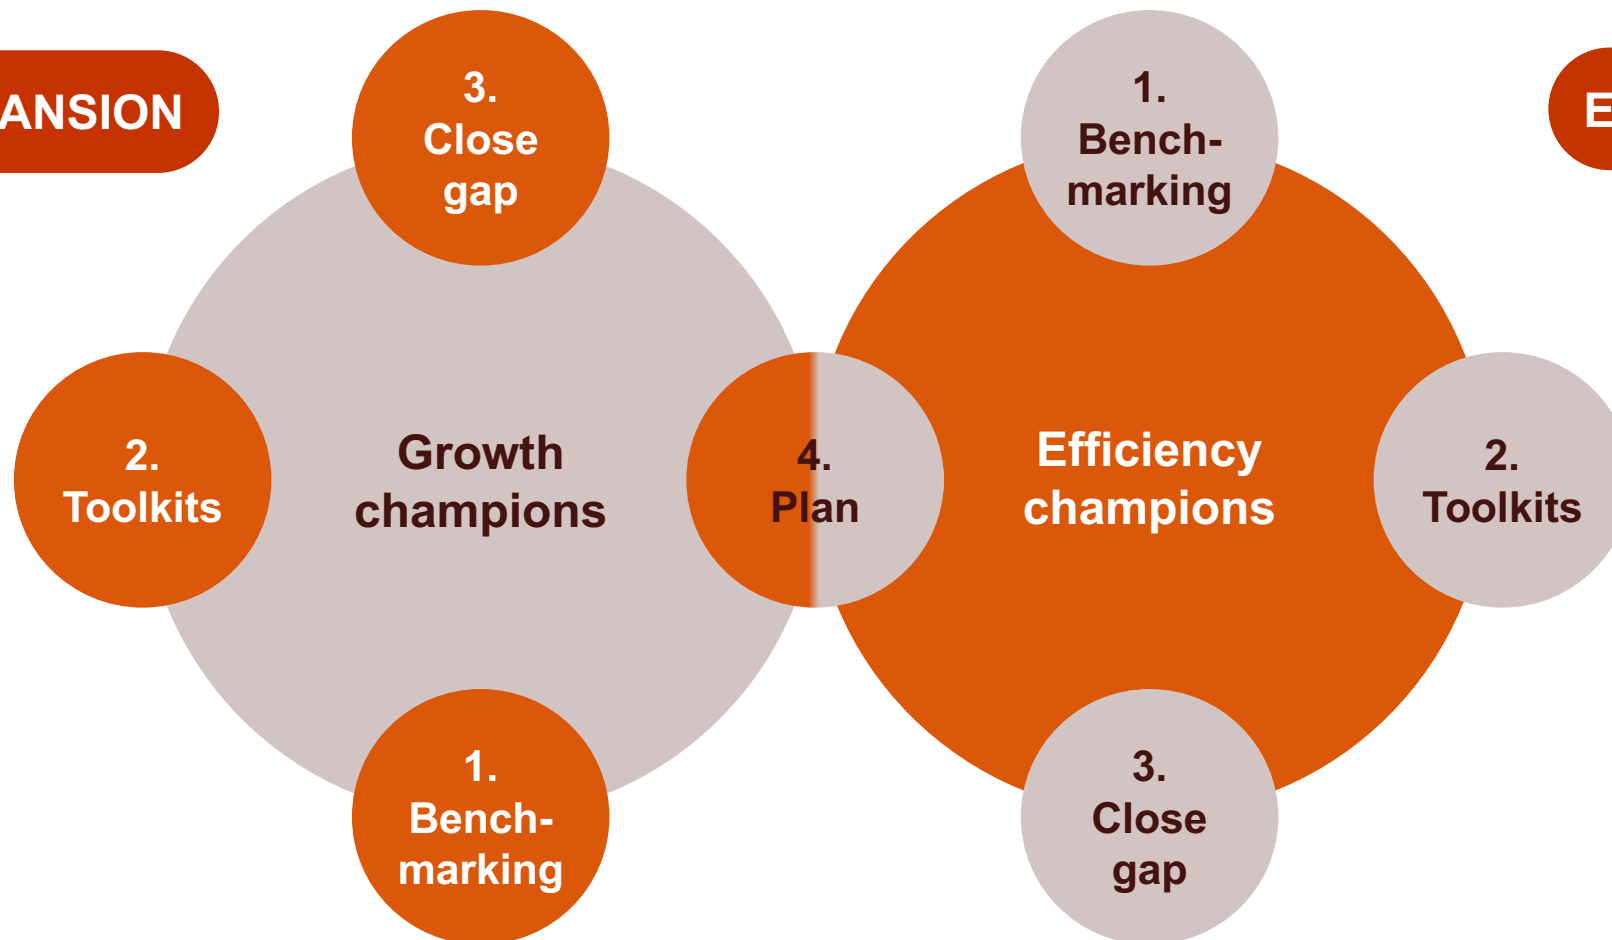 ANSION
3.
Close
gap
1.
Bench-
marking
E
2.
Toolkits
Growth
champions
4.
Plan
Efficiency
champions
2.
Toolkits
1.
Bench-
marking
3.
Close
gap